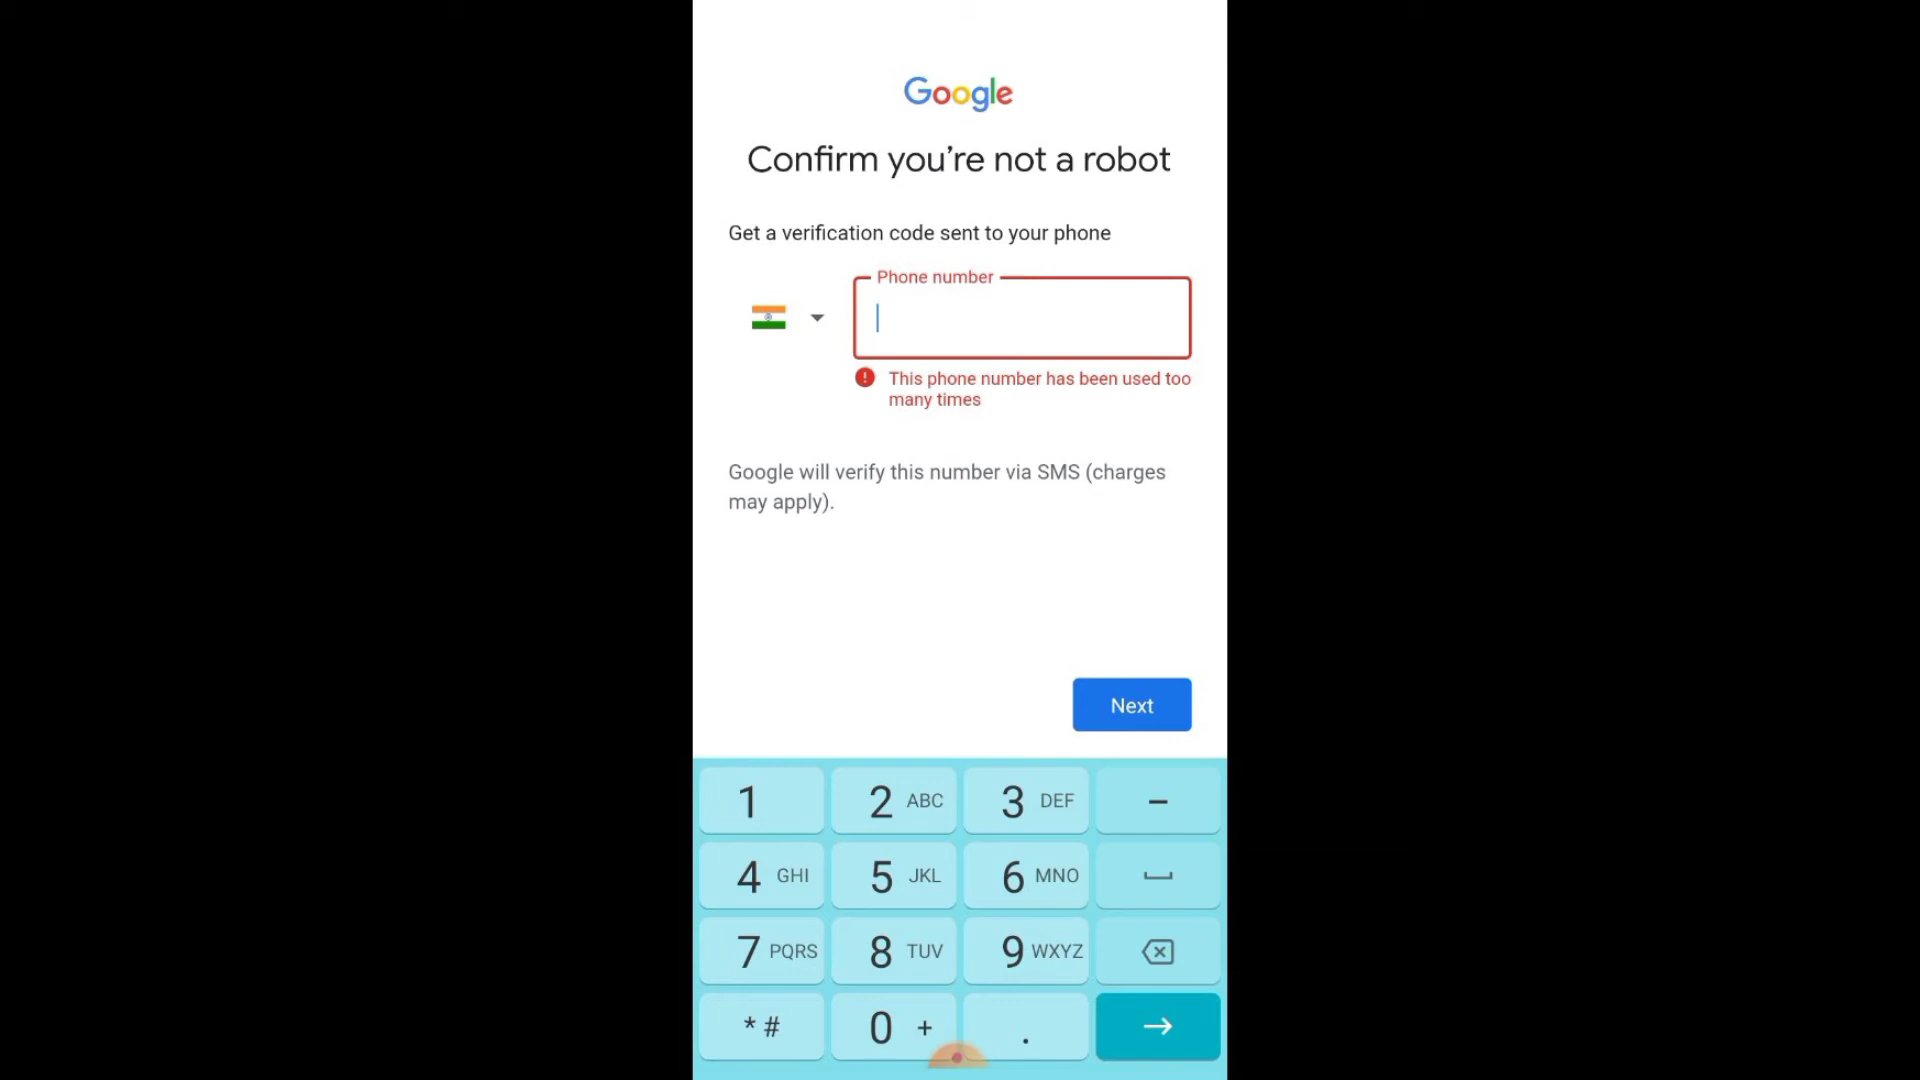 Google
Confirm you're not a robot
Get a verification code sent to your phone
Phone number
This phone number has been used too
many times
Google will verify this number via SMS (charges
may apply).
Next
1 2 ABC 3 DEF -
4 GHI 5 JKL 6 MNO
7 PQRS 8 TUV 9 WXYZ
* # 0 + .